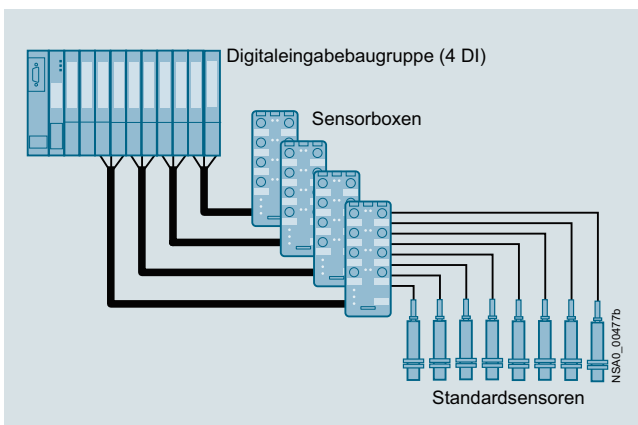 Digitaleingabebaugruppe (4 DI)
Sensorboxen
NSA0_00477b
Standardsensoren